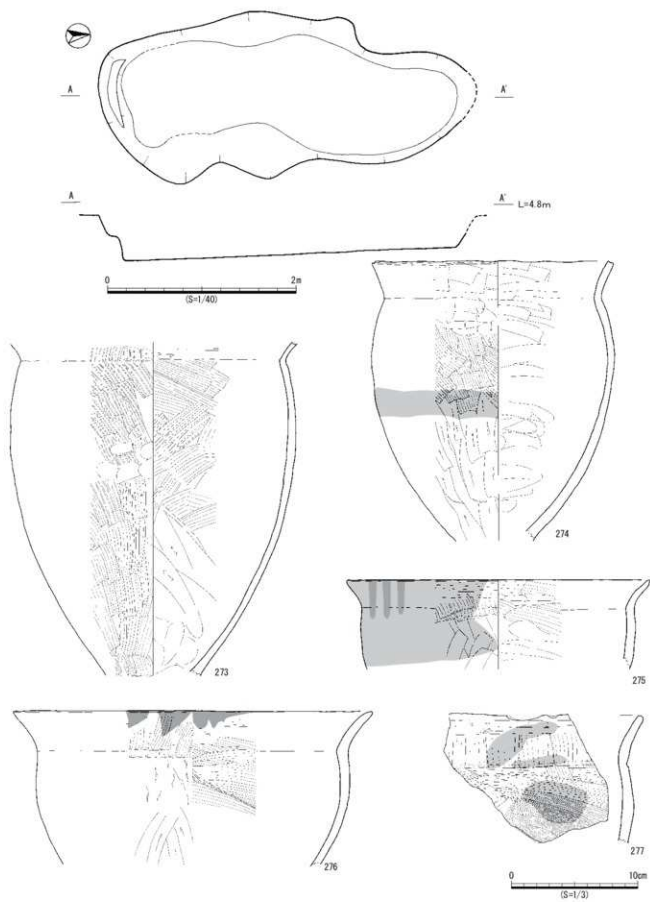 A
A'
A
A' L=4.8m
0 2m
(S=1/40)
273
274
275
276
277
0 10cm
(S=1/3)